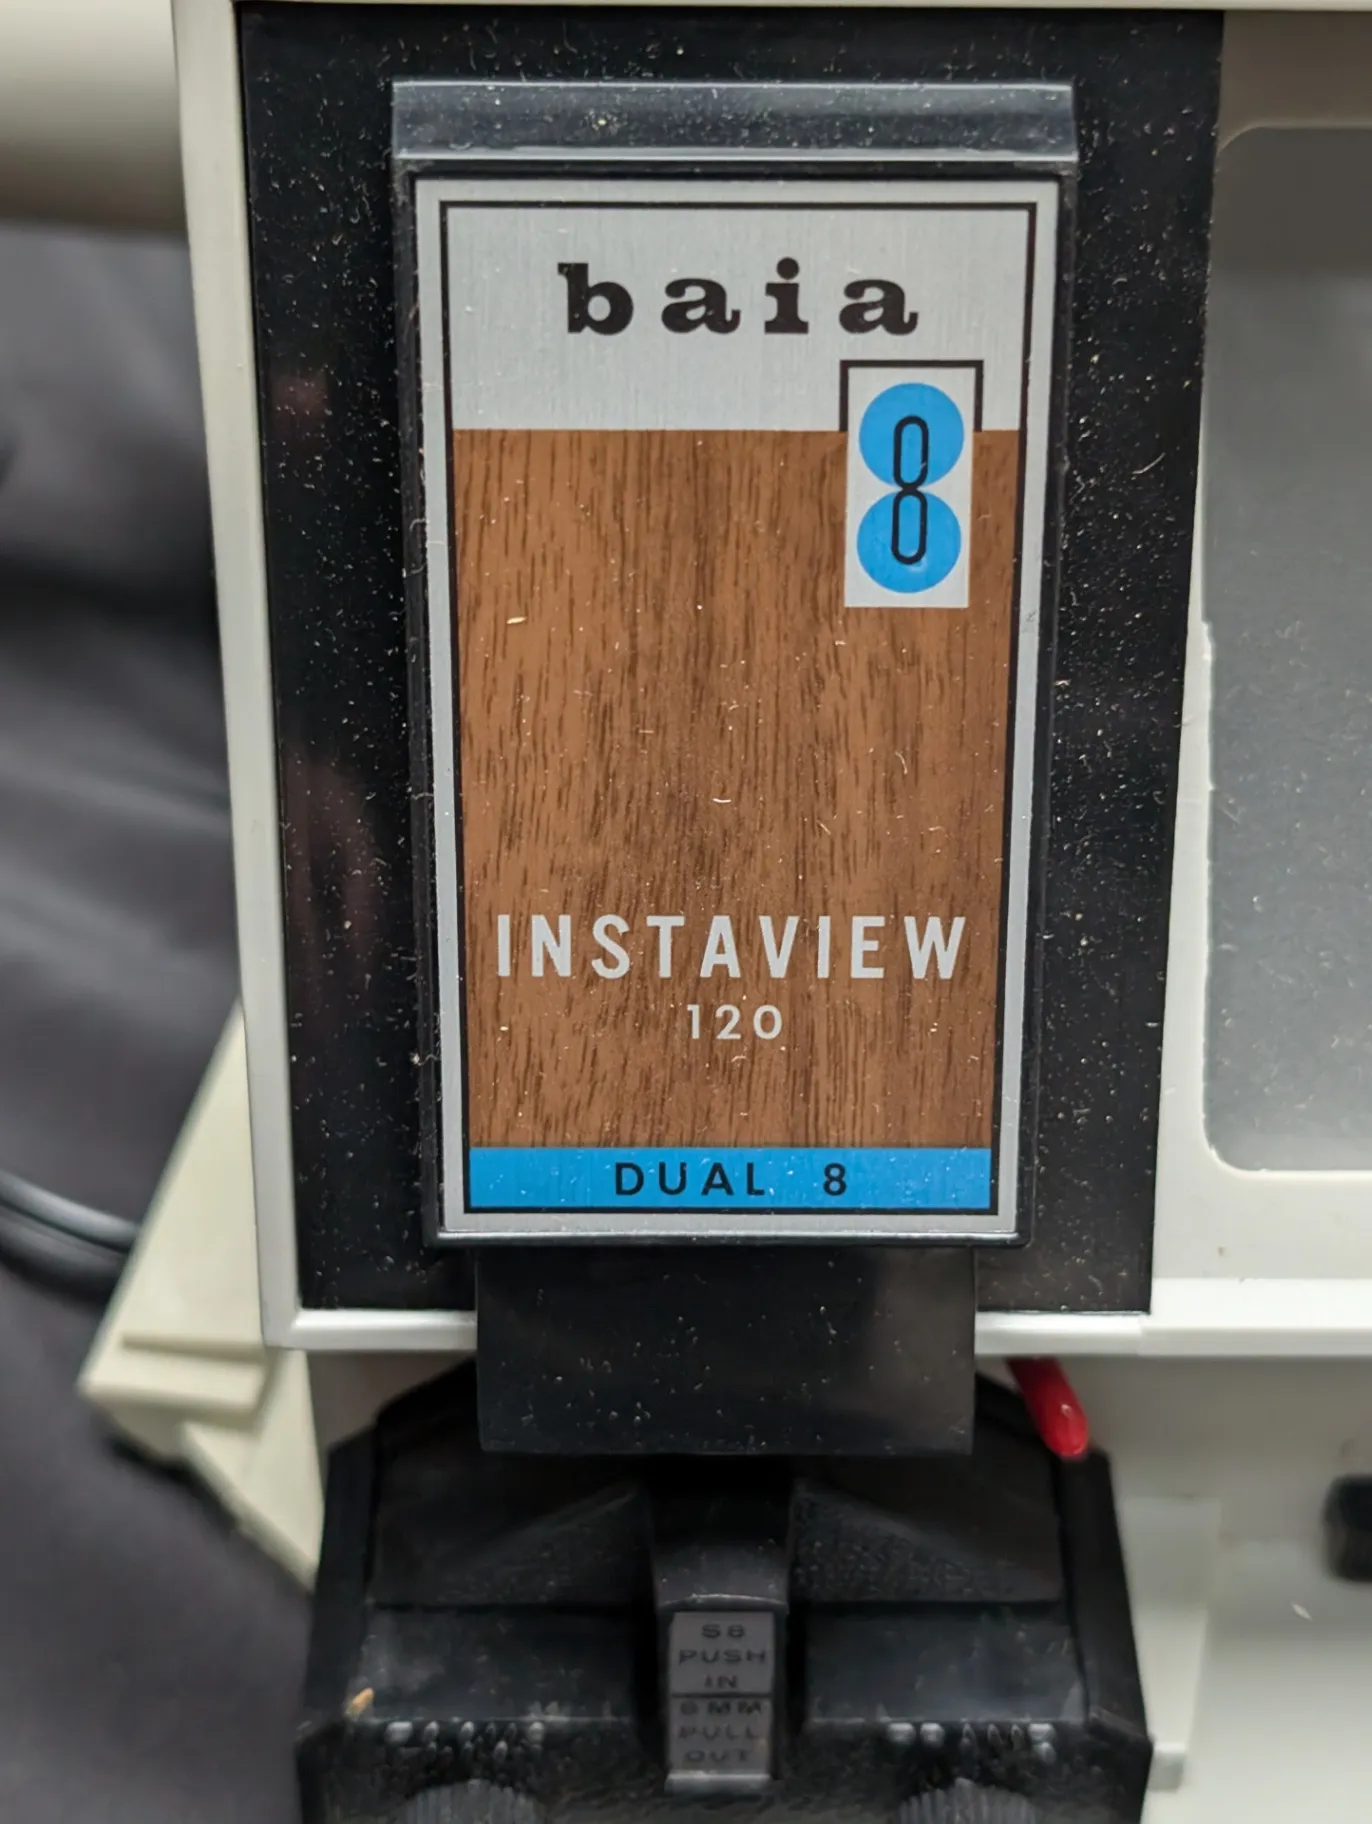 baia
8
INSTAVIEW
120
DUAL 8
S8
PUSH
IN
8MM
PULL
OUT